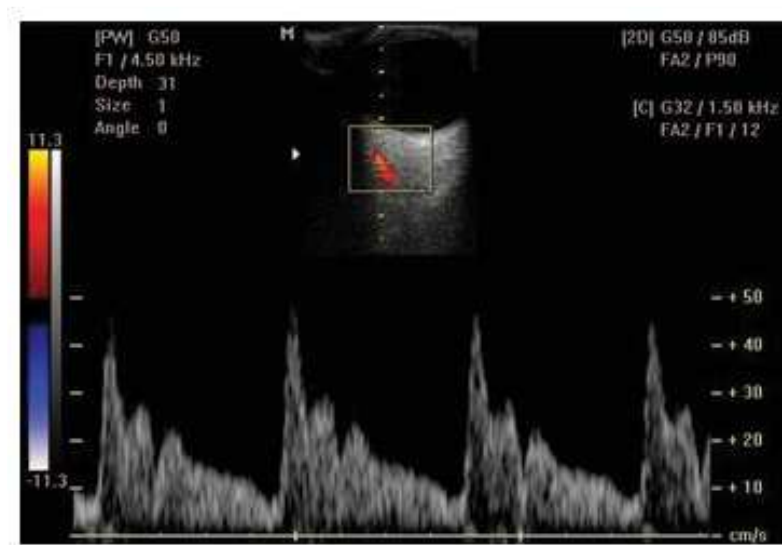 [PW] G50
F1 / 4.50 kHz
Depth 31
Size 1
Angle 0
M
[2D] G50 / 85dB
FA2 / P90
[C] G32 / 1.50 kHz
FA2 / F1 / 12
11.3
-11.3
+ 50
+ 40
+ 30
+ 20
+ 10
cm/s